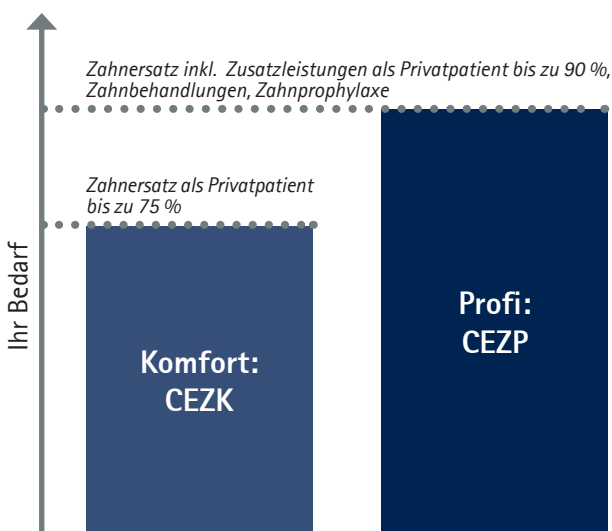 Zahnersatz inkl. Zusatzleistungen als Privatpatient bis zu 90 %,
Zahnbehandlungen, Zahnprophylaxe
Zahnersatz als Privatpatient
bis zu 75 %
Ihr Bedarf
Komfort:
CEZK
Profi:
CEZP